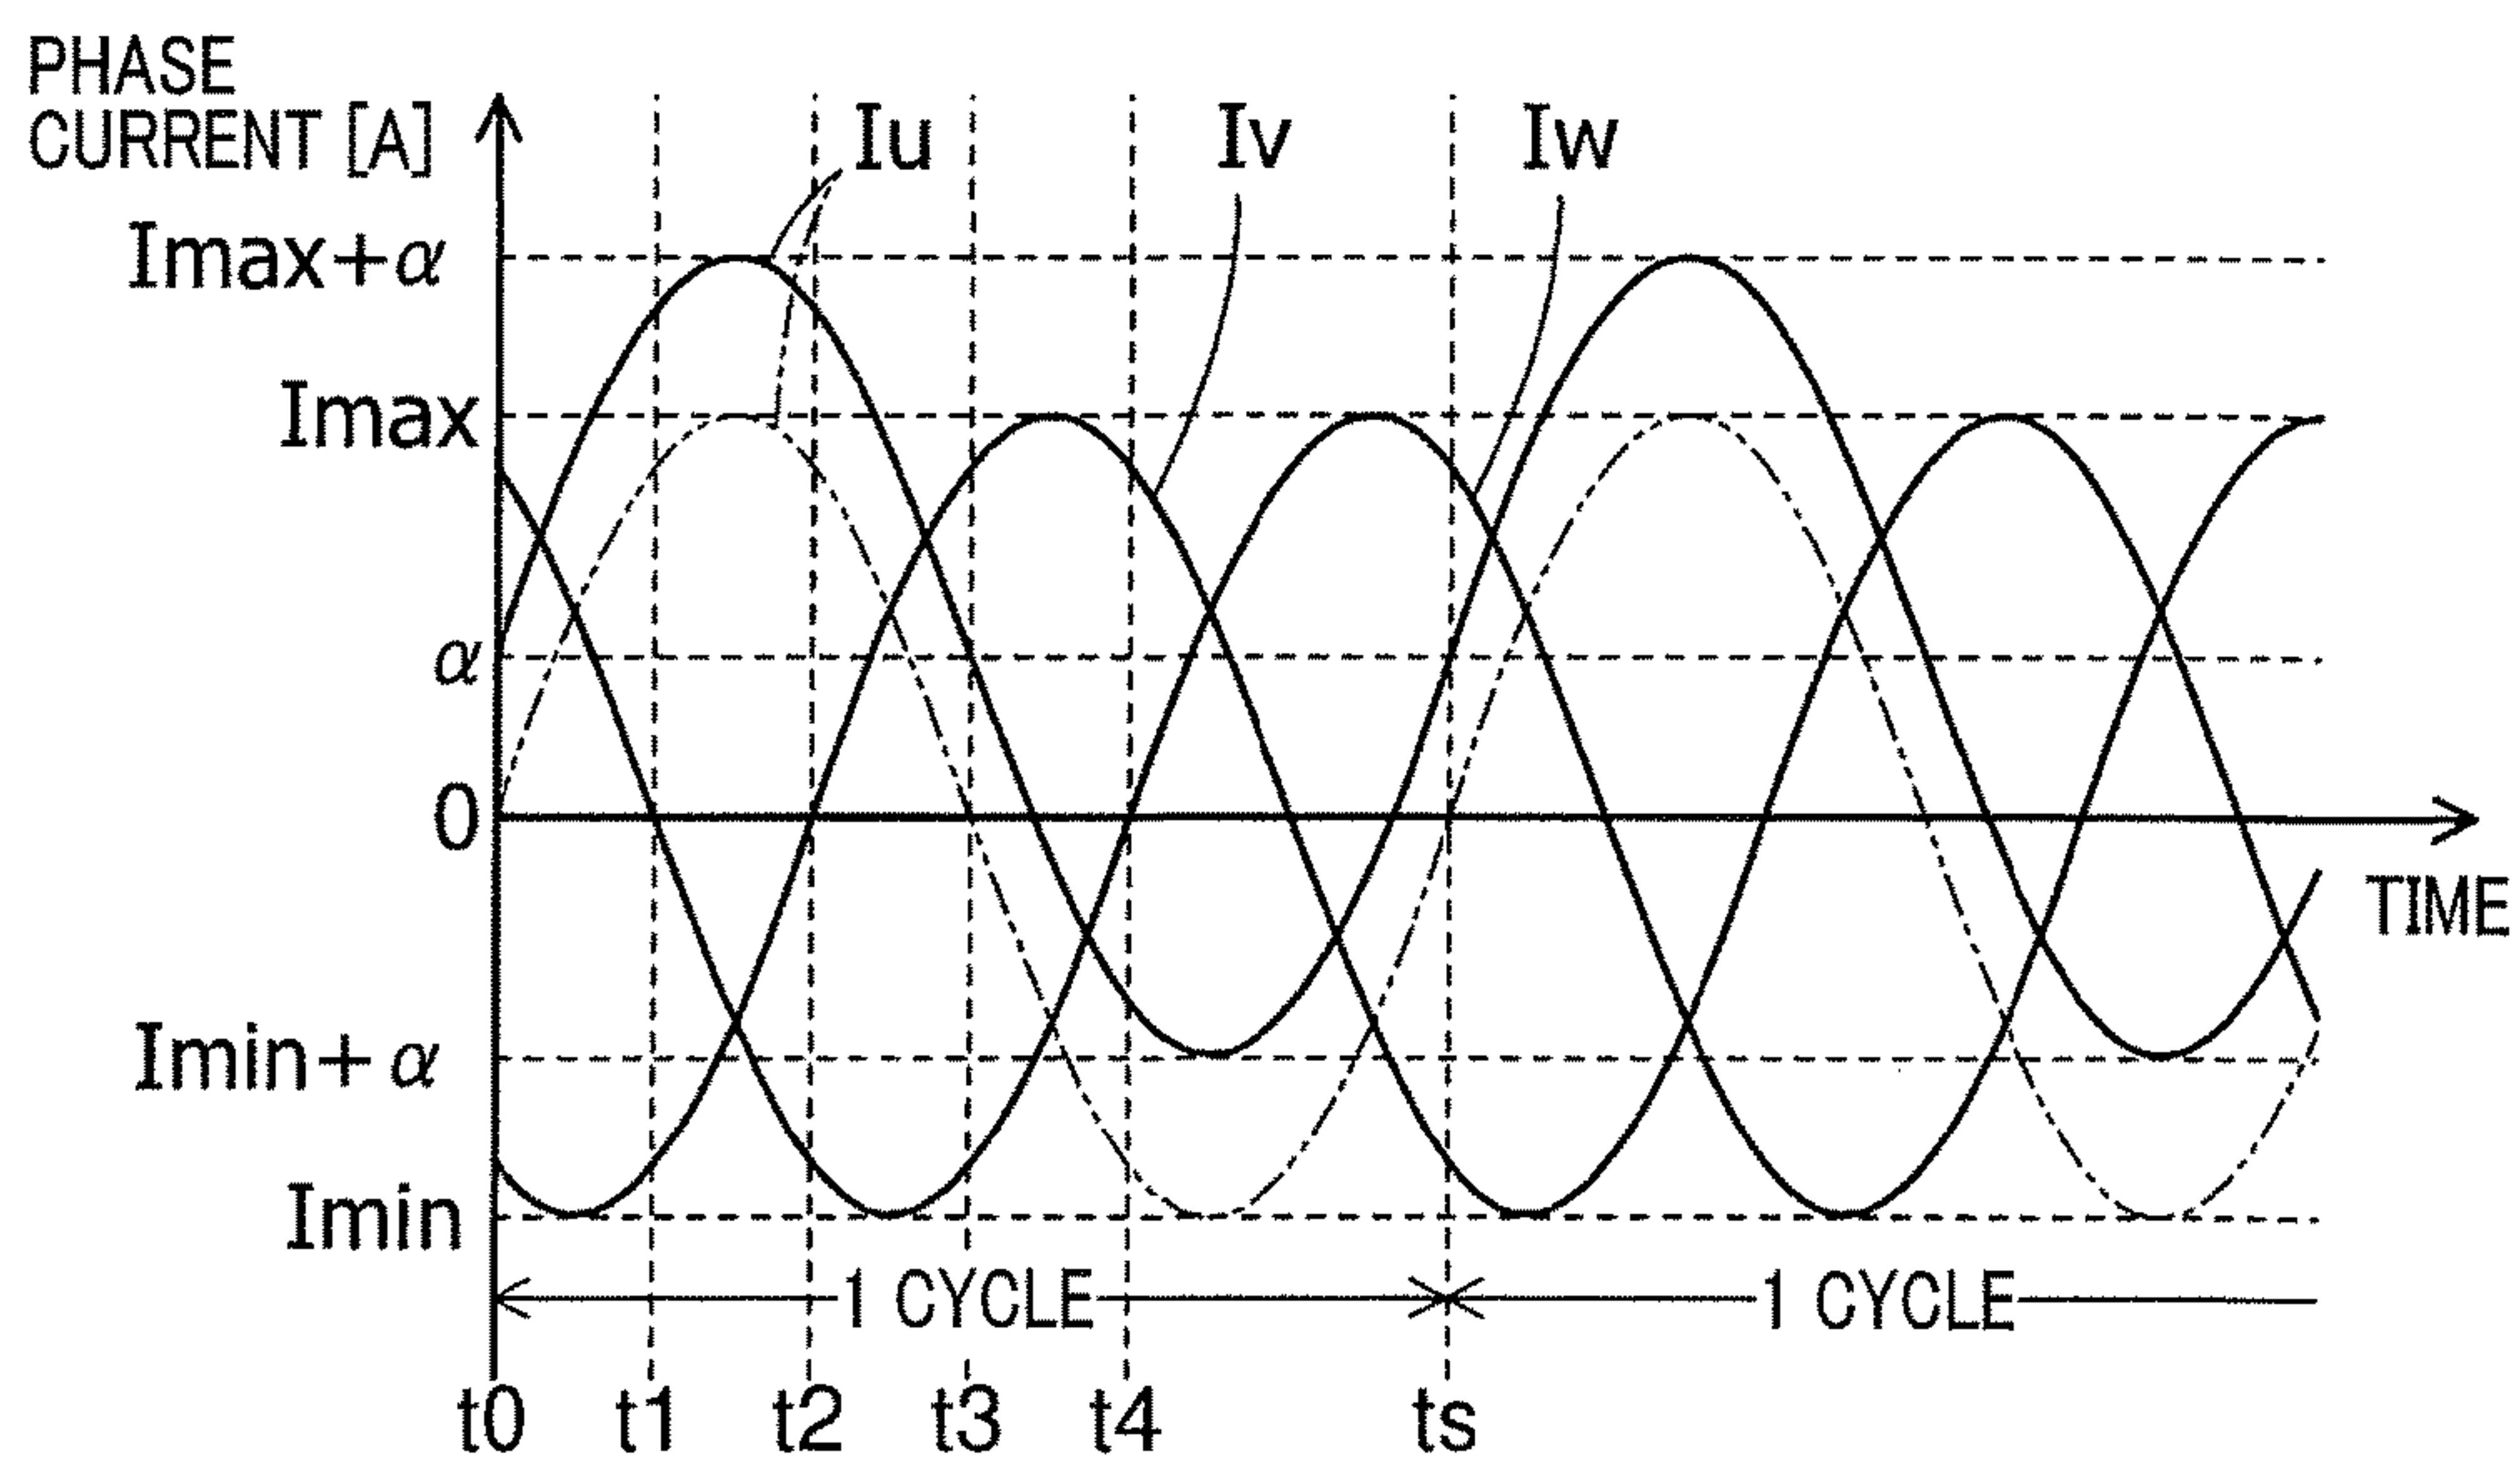 PHASE
CURRENT [A]
Iu
Iv
Iw
Imax+α
Imax
α
0
TIME
Imin+α
Imin
1 CYCLE
1 CYCLE
t0
t1
t2
t3
t4
ts